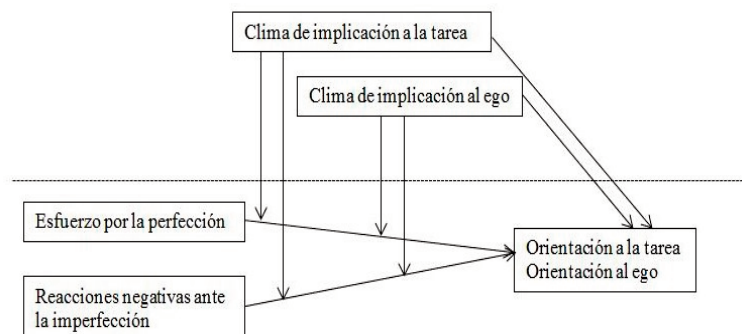 Clima de implicación a la tarea
Clima de implicación al ego
Esfuerzo por la perfección
Orientación a la tarea
Orientación al ego
Reacciones negativas ante
la imperfección